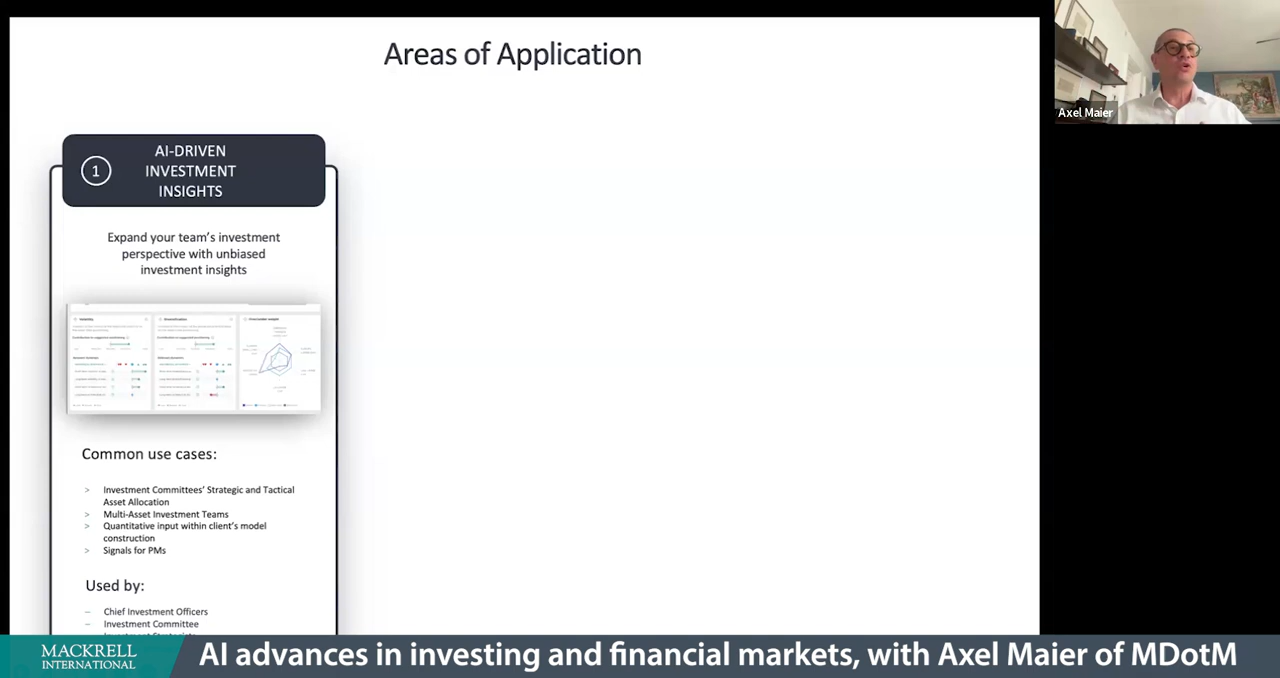 Areas of Application
Axel Maier
1
AI-DRIVEN
INVESTMENT
INSIGHTS
Expand your team's investment
perspective with unbiased
investment insights
Common use cases:
> Investment Committees' Strategic and Tactical
Asset Allocation
> Multi-Asset Investment Teams
> Quantitative input within client's model
construction
> Signals for PMs
Used by:
– Chief Investment Officers
– Investment Committee
MACKRELL
INTERNATIONAL
AI advances in investing and financial markets, with Axel Maier of MDotM